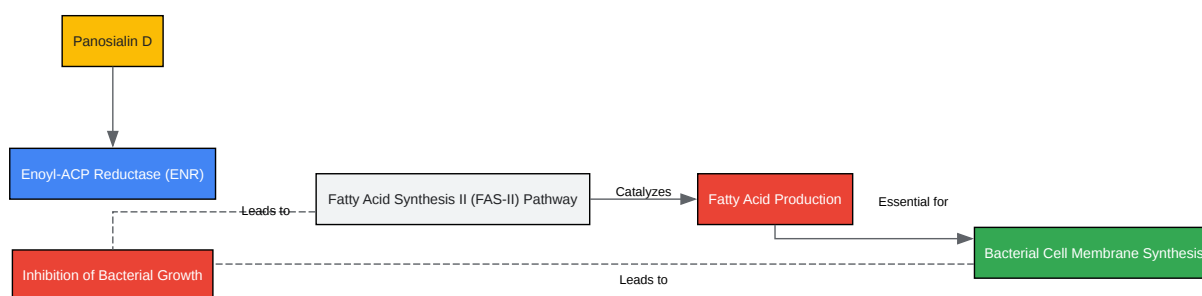 Panosialin D
Enoyl-ACP Reductase (ENR)
Fatty Acid Synthesis II (FAS-II) Pathway
Catalyzes
Fatty Acid Production
Essential for
Leads to
Bacterial Cell Membrane Synthesis
Inhibition of Bacterial Growth
Leads to